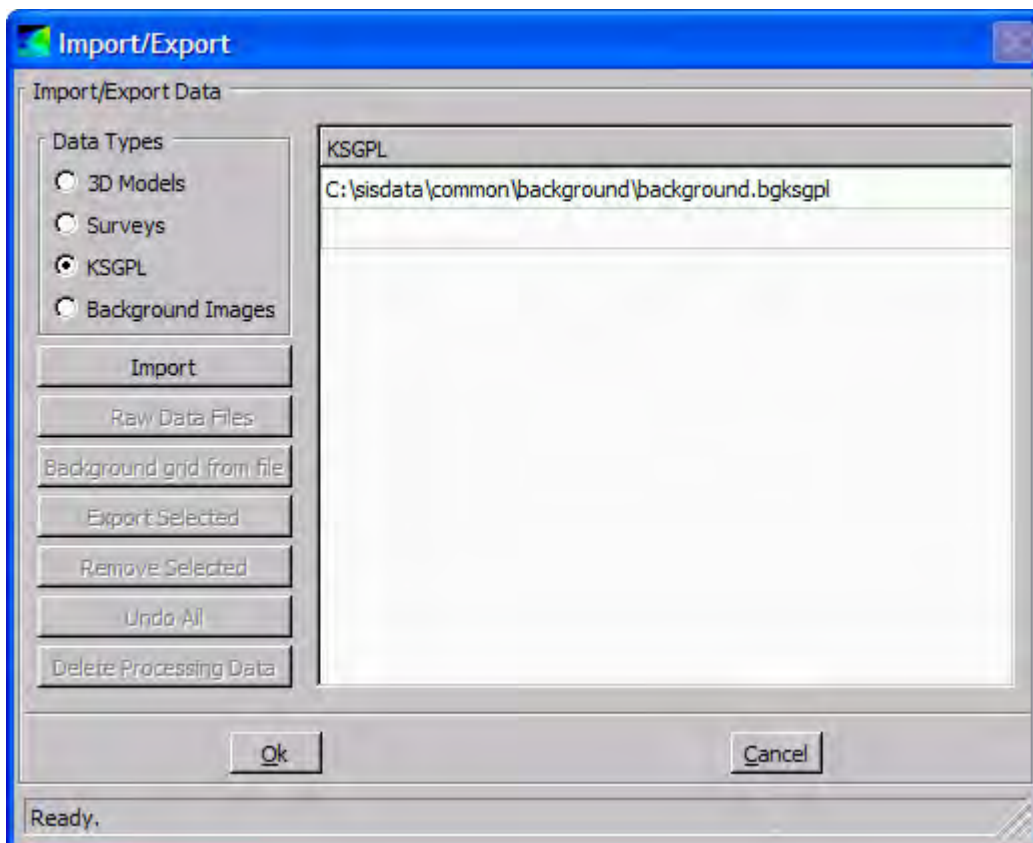 Import/Export
Import/Export Data
Data Types
3D Models
Surveys
KSGPL
Background Images
Import
Raw Data Files
Background grid from file
Export Selected
Remove Selected
Undo All
Delete Processing Data
KSGPL
C:\sisdata\common\background\background.bgksgpl
Ok
Cancel
Ready.